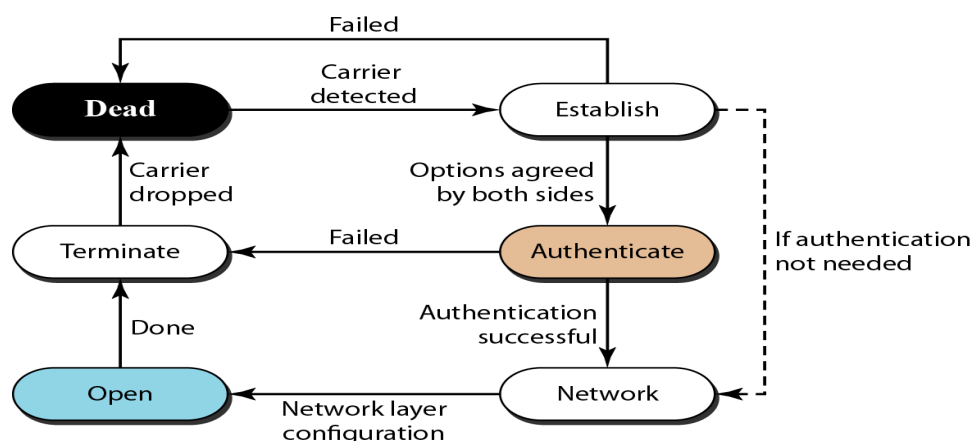 Failed
Carrier
detected
Dead
Establish
Carrier
dropped
Options agreed
by both sides
Terminate
Failed
Authenticate
If authentication
not needed
Done
Authentication
successful
Open
Network
Network layer
configuration